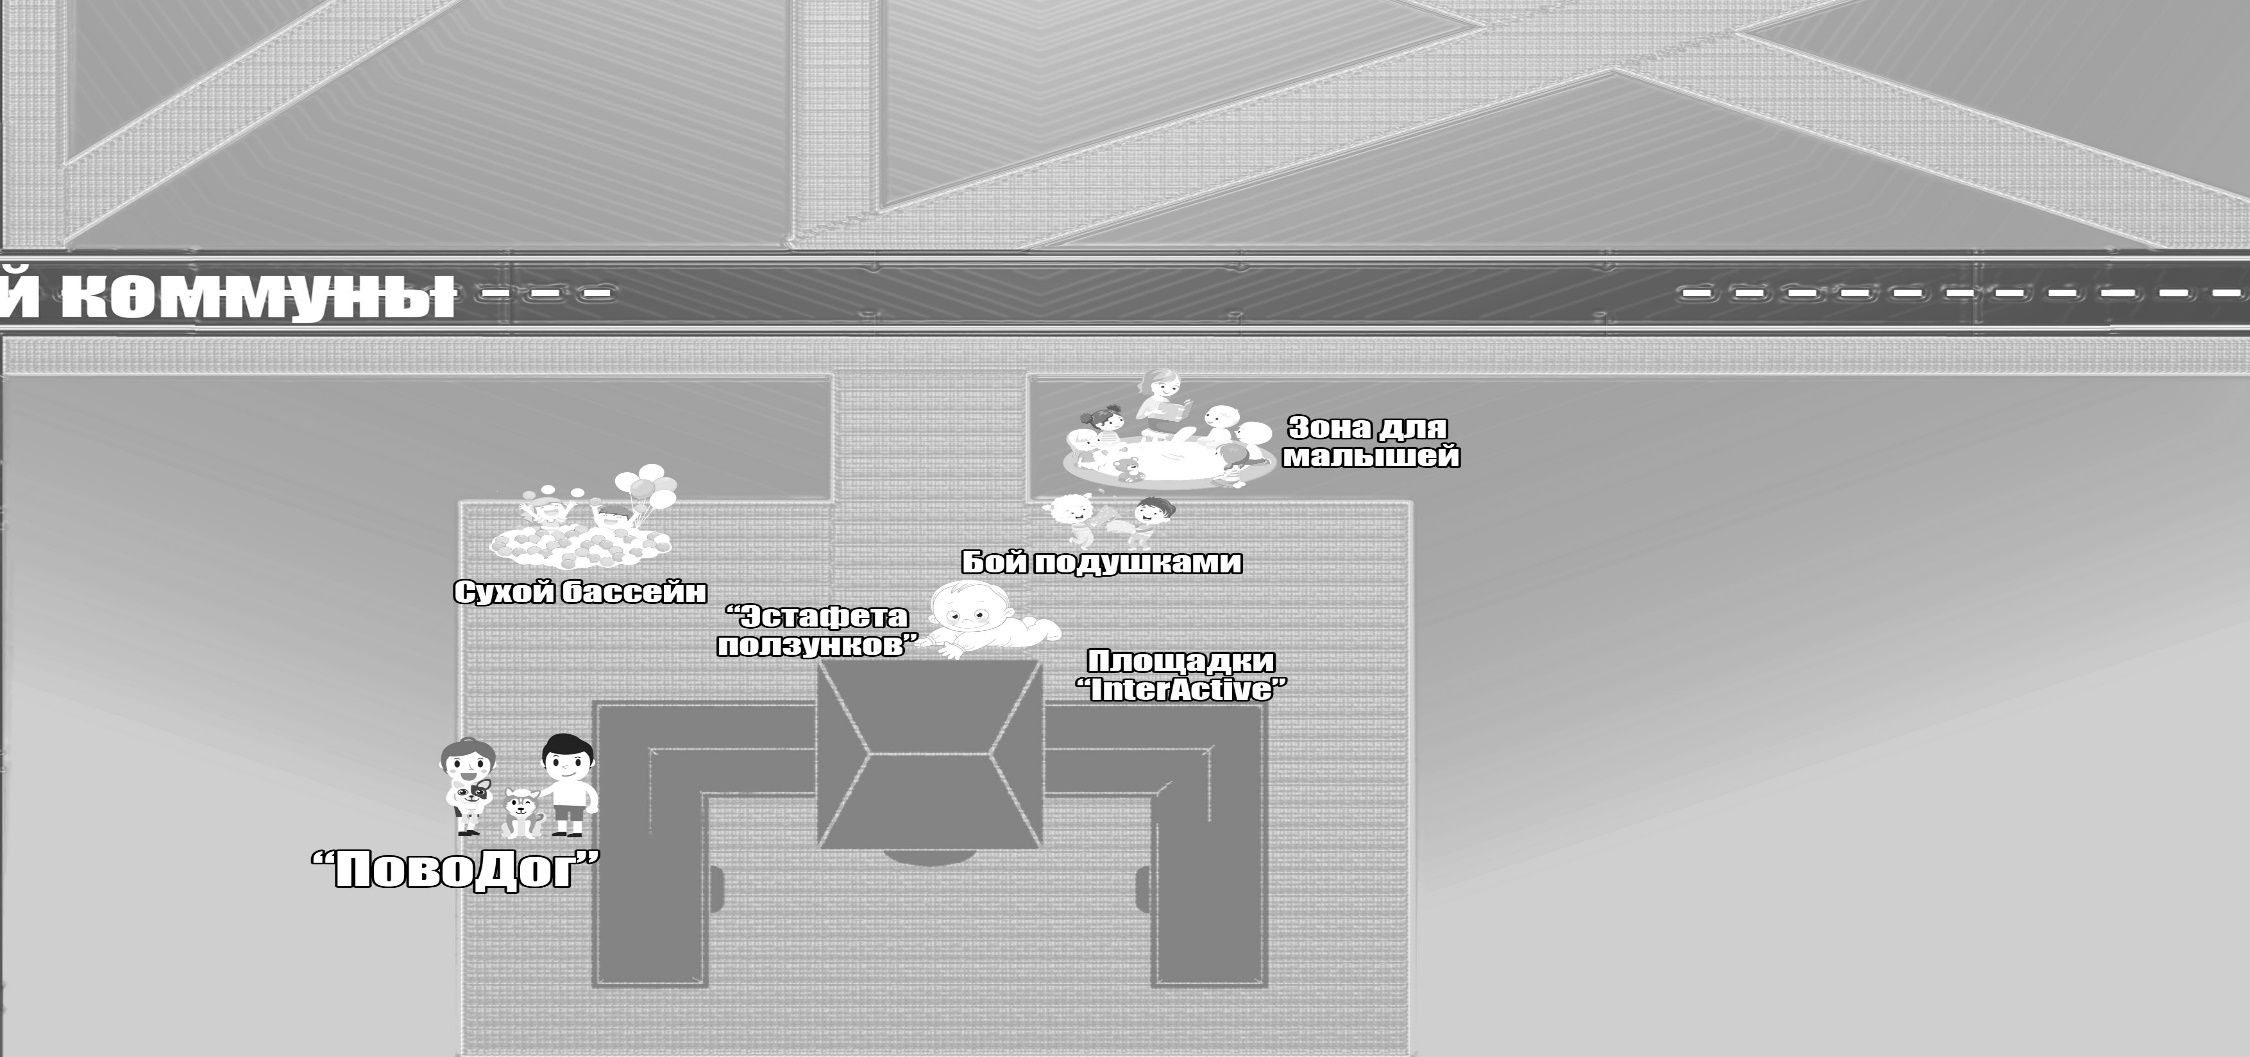 й коммуны
Зона для
малышей
Бой подушками
Сухой бассейн
“Эстафета
ползунков”
Площадки
“InterActive”
“ПовоДог”